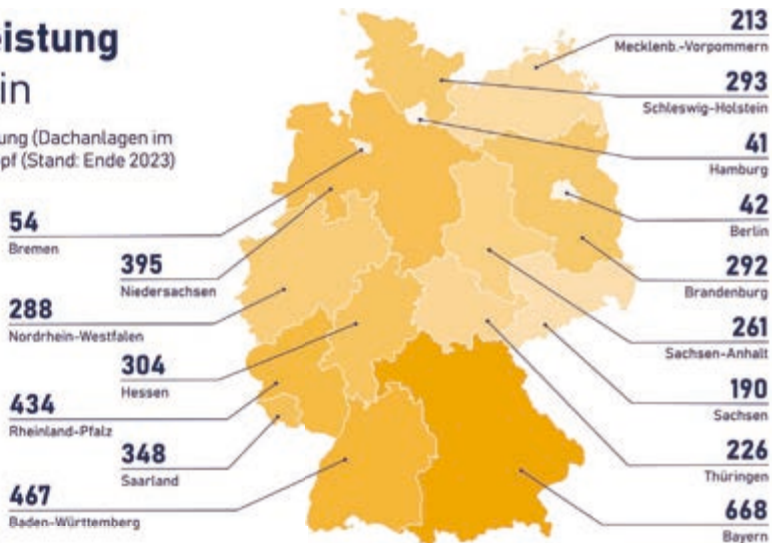 eistung
in
ung (Dachanlagen im
pf (Stand: Ende 2023)
213
Mecklenb.-Vorpommern
293
Schleswig-Holstein
41
Hamburg
42
Berlin
292
Brandenburg
261
Sachsen-Anhalt
190
Sachsen
226
Thüringen
668
Bayern
54
Bremen
395
Niedersachsen
288
Nordrhein-Westfalen
304
Hessen
434
Rheinland-Pfalz
348
Saarland
467
Baden-Württemberg